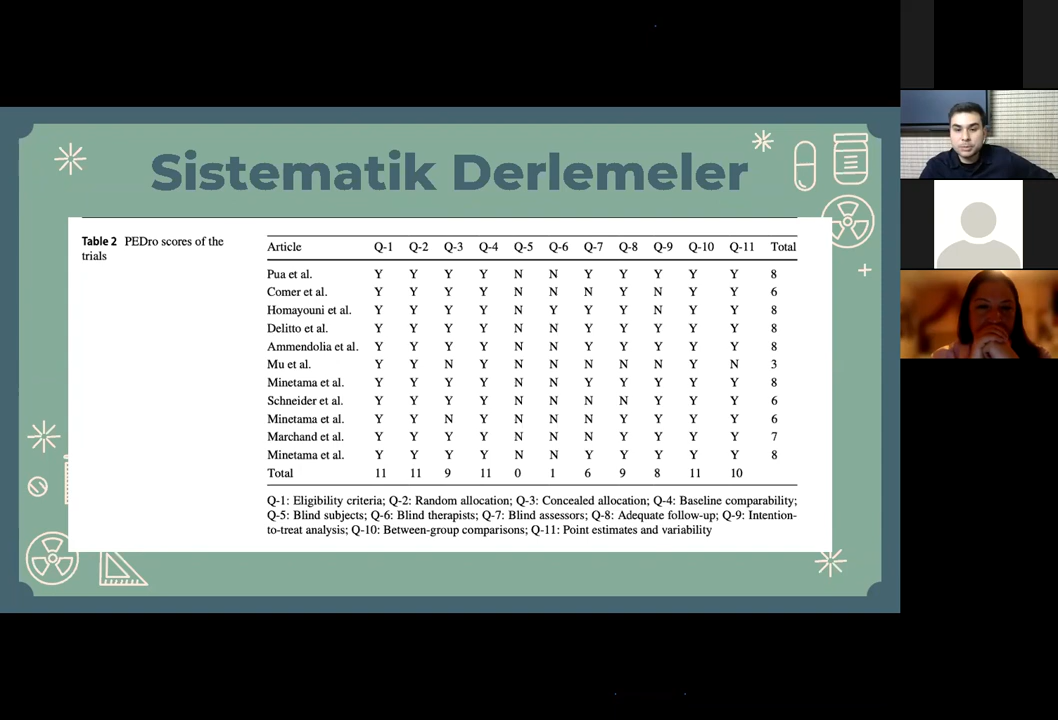 Sistematik Derlemeler
Table 2 PEDro scores of the
trials
Article Q-1 Q-2 Q-3 Q-4 Q-5 Q-6 Q-7 Q-8 Q-9 Q-10 Q-11 Total
Pua et al. Y Y Y Y N N Y Y Y Y Y 8
Comer et al. Y Y Y Y N N N Y N Y Y 6
Homayouni et al. Y Y Y Y N Y Y Y N Y Y 8
Delitto et al. Y Y Y Y N N Y Y Y Y Y 8
Ammendolia et al. Y Y Y Y N N Y Y Y Y Y 8
Mu et al. Y Y N Y N N N N N Y N 3
Minetama et al. Y Y Y Y N N Y Y Y Y Y 8
Schneider et al. Y Y Y Y N N N N Y Y Y 6
Minetama et al. Y Y N Y N N N Y Y Y Y 6
Marchand et al. Y Y Y Y N N N Y Y Y Y 7
Minetama et al. Y Y Y Y N N Y Y Y Y Y 8
Total 11 11 9 11 0 1 6 9 8 11 10
Q-1: Eligibility criteria; Q-2: Random allocation; Q-3: Concealed allocation; Q-4: Baseline comparability;
Q-5: Blind subjects; Q-6: Blind therapists; Q-7: Blind assessors; Q-8: Adequate follow-up; Q-9: Intention-
to-treat analysis; Q-10: Between-group comparisons; Q-11: Point estimates and variability